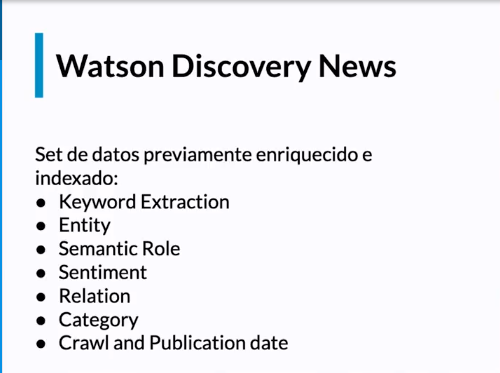 Watson Discovery News
Set de datos previamente enriquecido e
indexado:
● Keyword Extraction
● Entity
● Semantic Role
● Sentiment
● Relation
● Category
● Crawl and Publication date